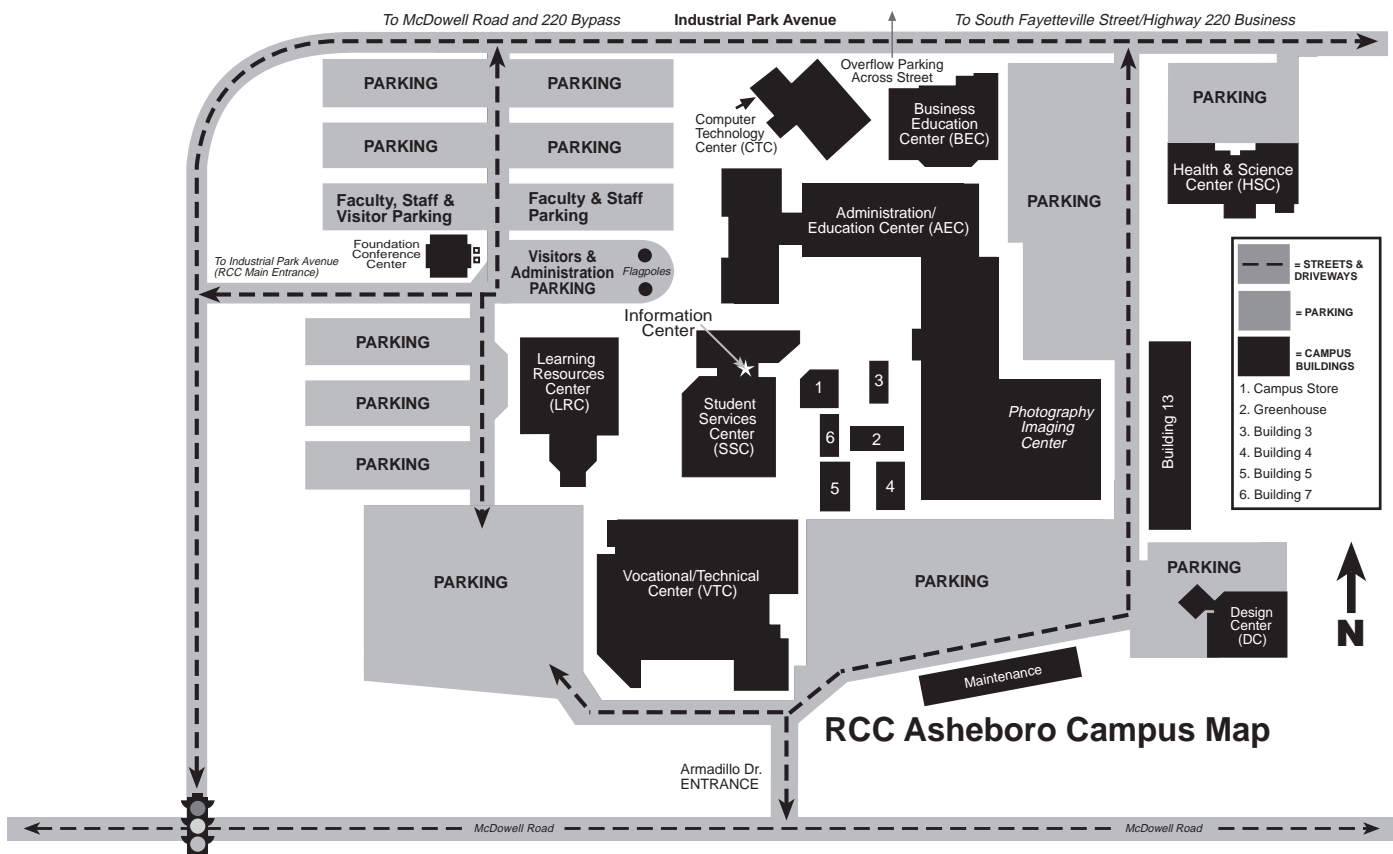 To McDowell Road and 220 Bypass
Industrial Park Avenue
To South Fayetteville Street/Highway 220 Business
Overflow Parking
Across Street
PARKING
PARKING
Computer
Technology
Center (CTC)
Business
Education
Center (BEC)
PARKING
PARKING
PARKING
Health & Science
Center (HSC)
Faculty, Staff &
Visitor Parking
Faculty & Staff
Parking
Administration/
Education Center (AEC)
PARKING
Foundation
Conference
Center
To Industrial Park Avenue
(RCC Main Entrance)
Visitors &
Administration
PARKING
Flagpoles
= STREETS &
DRIVEWAYS
= PARKING
= CAMPUS
BUILDINGS
1. Campus Store
2. Greenhouse
3. Building 3
4. Building 4
5. Building 5
6. Building 7
Information
Center
PARKING
PARKING
PARKING
Learning
Resources
Center
(LRC)
Student
Services
Center
(SSC)
1
3
6
2
5
4
Photography
Imaging
Center
Building 13
PARKING
Vocational/Technical
Center (VTC)
PARKING
PARKING
Design
Center
(DC)
N
Maintenance
RCC Asheboro Campus Map
Armadillo Dr.
ENTRANCE
McDowell Road
McDowell Road